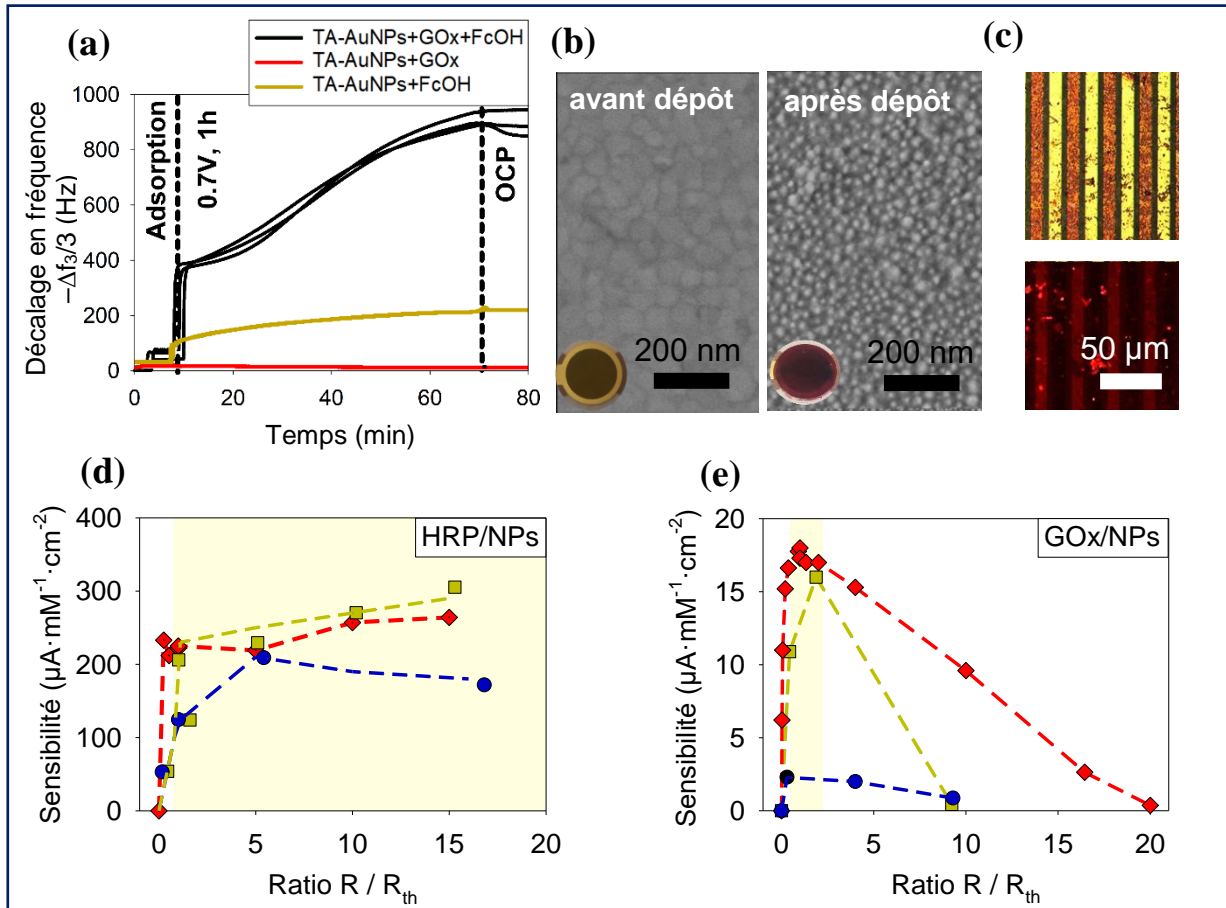 (a)
TA-AuNPs+GOx+FcOH
TA-AuNPs+GOx
TA-AuNPs+FcOH
Décalage en fréquence
−Δf3/3 (Hz)
1000
800
600
400
200
0
Adsorption
0.7V, 1h
OCP
0 20 40 60 80
Temps (min)
(b)
avant dépôt
200 nm
après dépôt
200 nm
(c)
50 µm
(d)
HRP/NPs
Sensibilité (µA·mM⁻¹·cm⁻²)
400
300
200
100
0
0 5 10 15 20
Ratio R / Rth
(e)
GOx/NPs
Sensibilité (µA·mM⁻¹·cm⁻²)
20
15
10
5
0
0 5 10 15 20
Ratio R / Rth